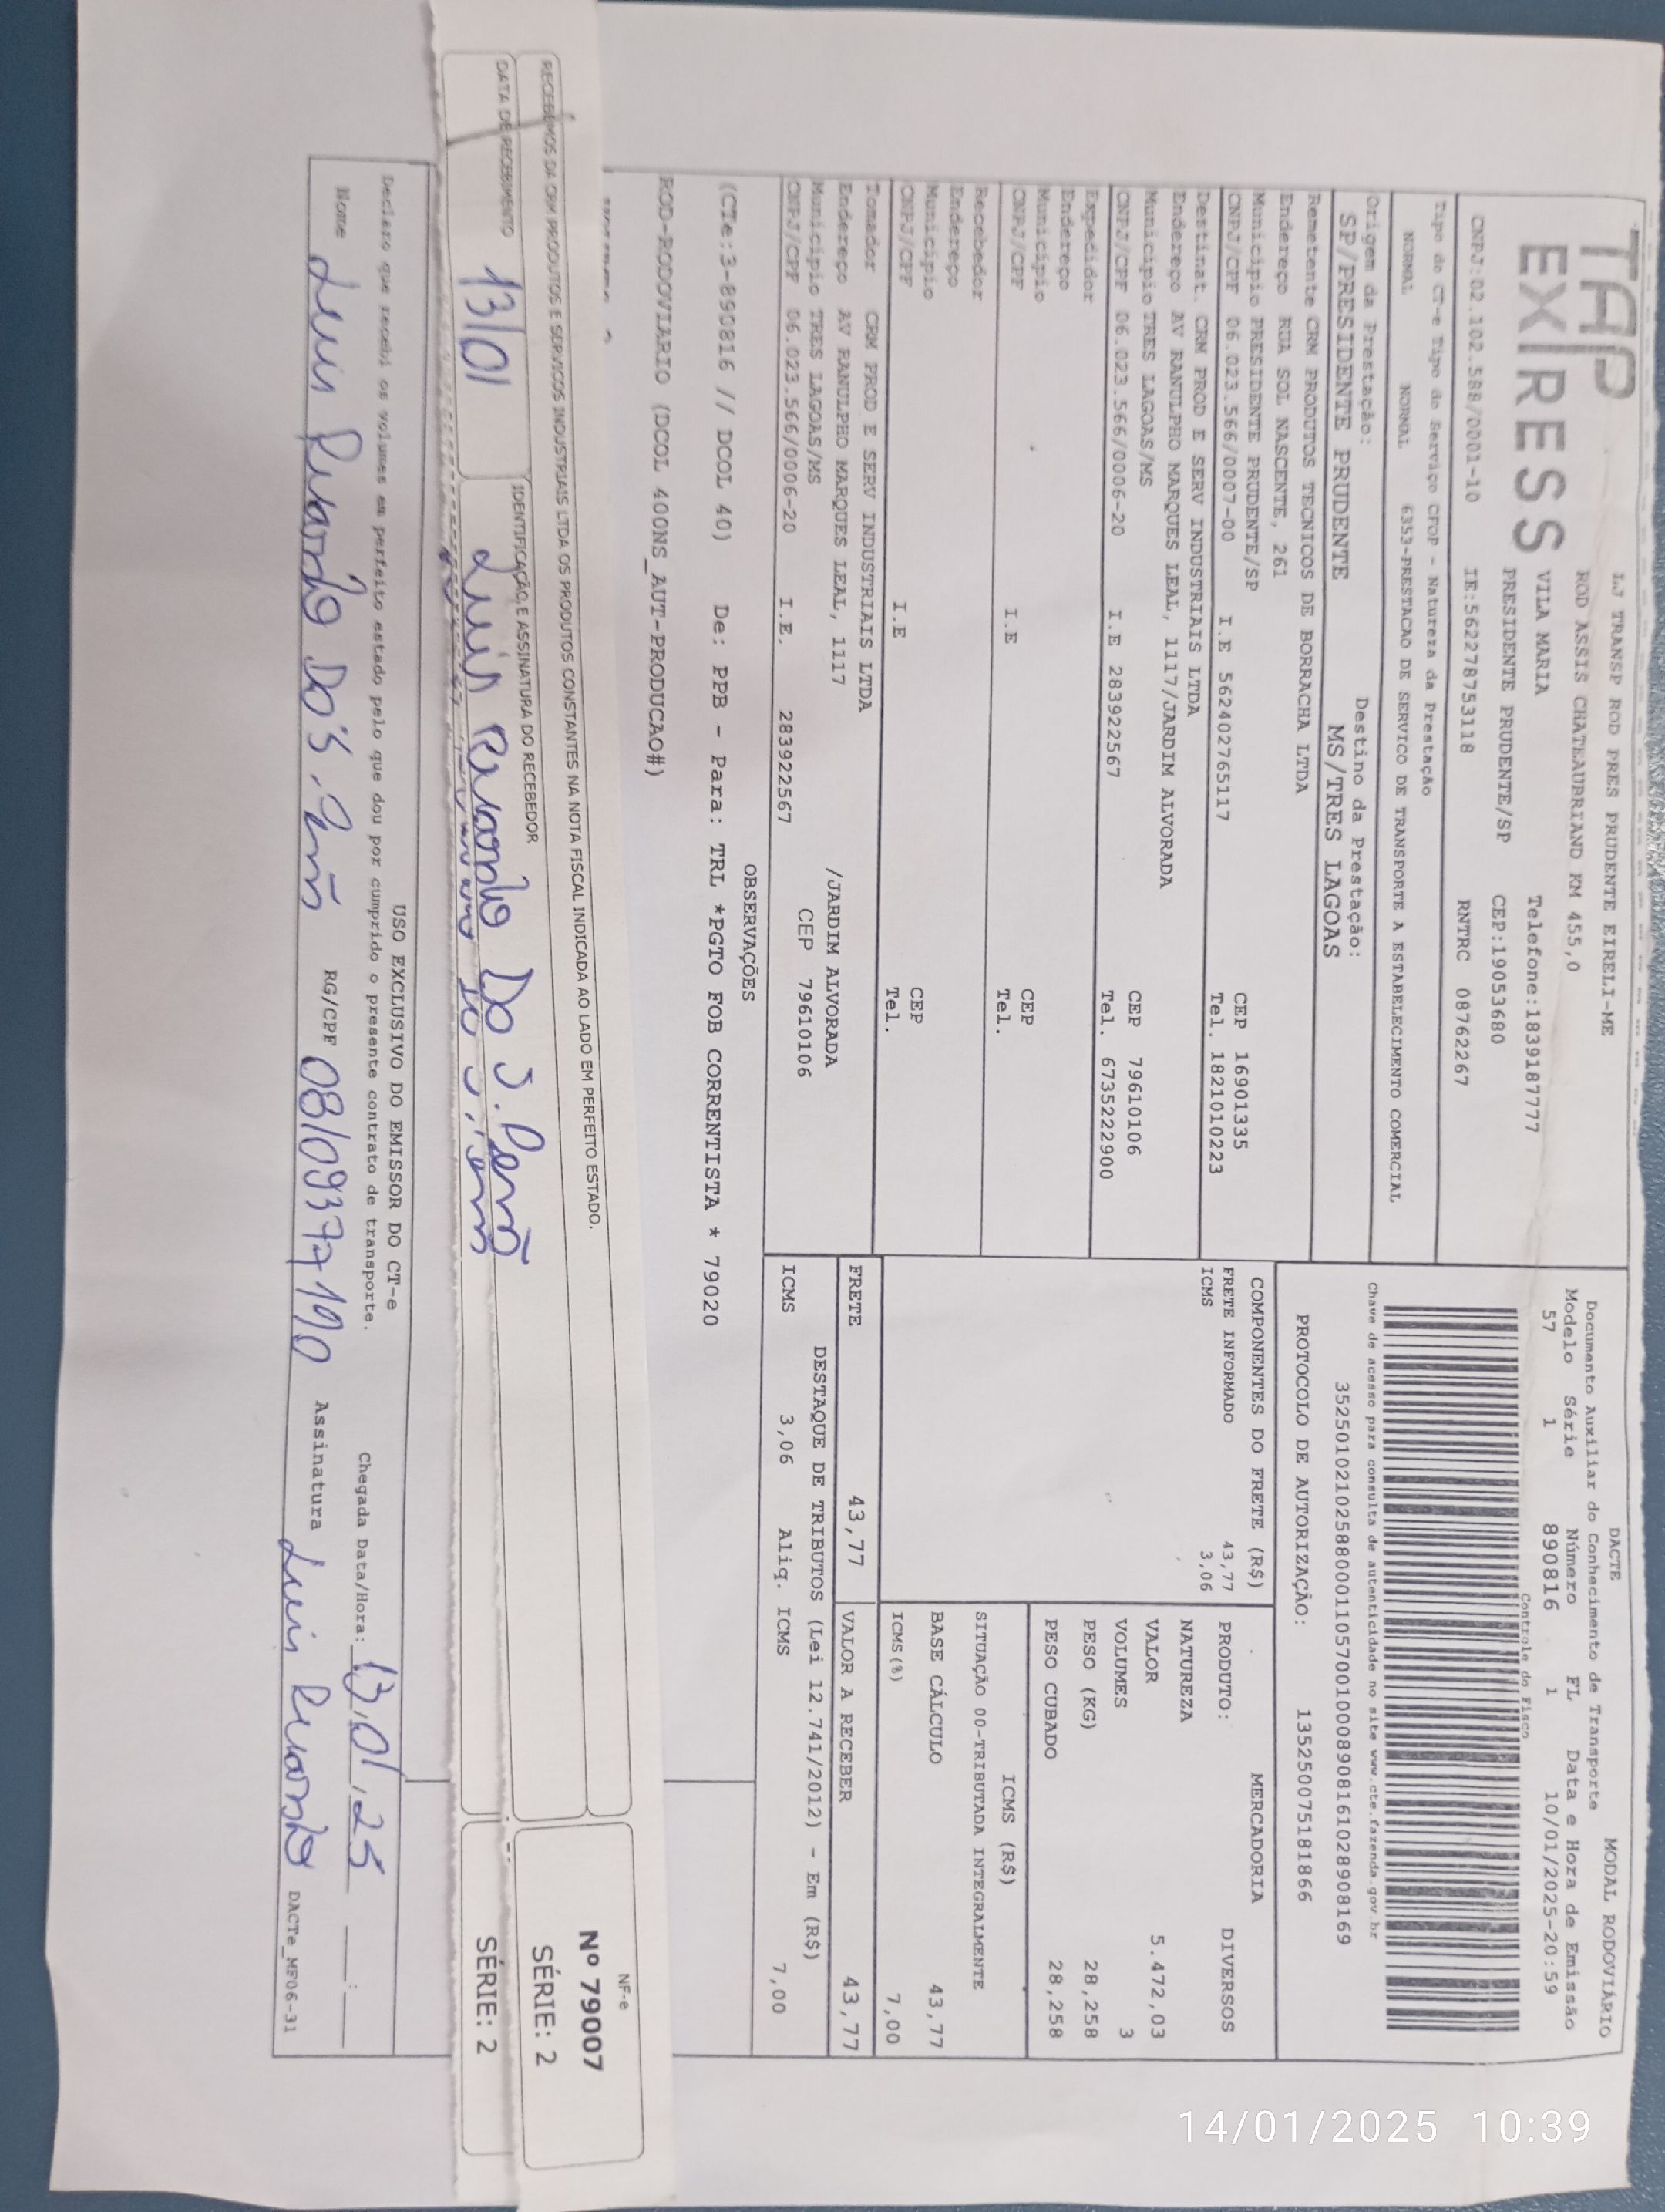 TAP EXPRESS
LJ TRANSP ROD PRES PRUDENTE EIRELI-ME
ROD ASSIS CHATEAUBRIAND KM 455,0
VILA MARIA Telefone:1839187777
PRESIDENTE PRUDENTE/SP CEP:19053680
CNPJ:02.102.588/0001-10 IE:562278753118 RNTRC 08762267
DACTE MODAL RODOVIÁRIO
Documento Auxiliar do Conhecimento de Transporte
Modelo Série Número FL Data e Hora de Emissão
57 1 890816 1 10/01/2025-20:59
Controle do Fisco
Tipo do CT-e Tipo do Serviço CFOP - Natureza da Prestação
NORMAL NORMAL 6353-PRESTACAO DE SERVICO DE TRANSPORTE A ESTABELECIMENTO COMERCIAL
Chave de acesso para consulta de autenticidade no site www.cte.fazenda.gov.br
35250102102588000110570010008908161028908169
Origem da Prestação: Destino da Prestação:
SP/PRESIDENTE PRUDENTE MS/TRES LAGOAS
PROTOCOLO DE AUTORIZAÇÃO: 135250075181866
Remetente CRM PRODUTOS TECNICOS DE BORRACHA LTDA
Endereço RUA SOL NASCENTE, 261
Municipio PRESIDENTE PRUDENTE/SP CEP 16901335
CNPJ/CPF 06.023.566/0007-00 I.E 562402765117 Tel. 1821010223
Destinat. CRM PROD E SERV INDUSTRIAIS LTDA
Endereço AV RANULPHO MARQUES LEAL, 1117/JARDIM ALVORADA
Municipio TRES LAGOAS/MS CEP 79610106
CNPJ/CPF 06.023.566/0006-20 I.E 283922567 Tel. 6735222900
Expedidor
Endereço
Municipio CEP
CNPJ/CPF I.E Tel.
Recebedor
Endereço
Municipio CEP
CNPJ/CPF I.E Tel.
Tomador CRM PROD E SERV INDUSTRIAIS LTDA
Endereço AV RANULPHO MARQUES LEAL, 1117 /JARDIM ALVORADA
Municipio TRES LAGOAS/MS CEP 79610106
CNPJ/CPF 06.023.566/0006-20 I.E. 283922567
COMPONENTES DO FRETE (R$)
FRETE INFORMADO 43,77
ICMS 3,06
MERCADORIA
PRODUTO: DIVERSOS
NATUREZA
VALOR 5.472,03
VOLUMES 3
PESO (KG) 28,258
PESO CUBADO 28,258
ICMS (R$)
SITUAÇÃO 00-TRIBUTADA INTEGRALMENTE
BASE CÁLCULO 43,77
ICMS(%) 7,00
FRETE 43,77 VALOR A RECEBER 43,77
DESTAQUE DE TRIBUTOS (Lei 12.741/2012) - Em (R$)
ICMS 3,06 Aliq. ICMS 7,00
OBSERVAÇÕES
(CTe:3-890816 // DCOL 40) De: PPB - Para: TRL *PGTO FOB CORRENTISTA * 79020
ROD-RODOVIARIO (DCOL 400NS_AUT-PRODUCAO#)
RECEBEMOS DA CRM PRODUTOS E SERVICOS INDUSTRIAIS LTDA OS PRODUTOS CONSTANTES NA NOTA FISCAL INDICADA AO LADO EM PERFEITO ESTADO.
DATA DE RECEBIMENTO 13/01
IDENTIFICAÇÃO E ASSINATURA DO RECEBEDOR
Luis Ricardo Do S.
NF-e
Nº 79007
SÉRIE: 2
SÉRIE: 2
USO EXCLUSIVO DO EMISSOR DO CT-e
Declaro que recebi os volumes em perfeito estado pelo que dou por cumprido o presente contrato de transporte. Chegada Data/Hora: 13/01/25 __:__
Nome Luis Ricardo Do S. RG/CPF Assinatura Luis Ricardo
DACTe_MF06-31
14/01/2025 10:39